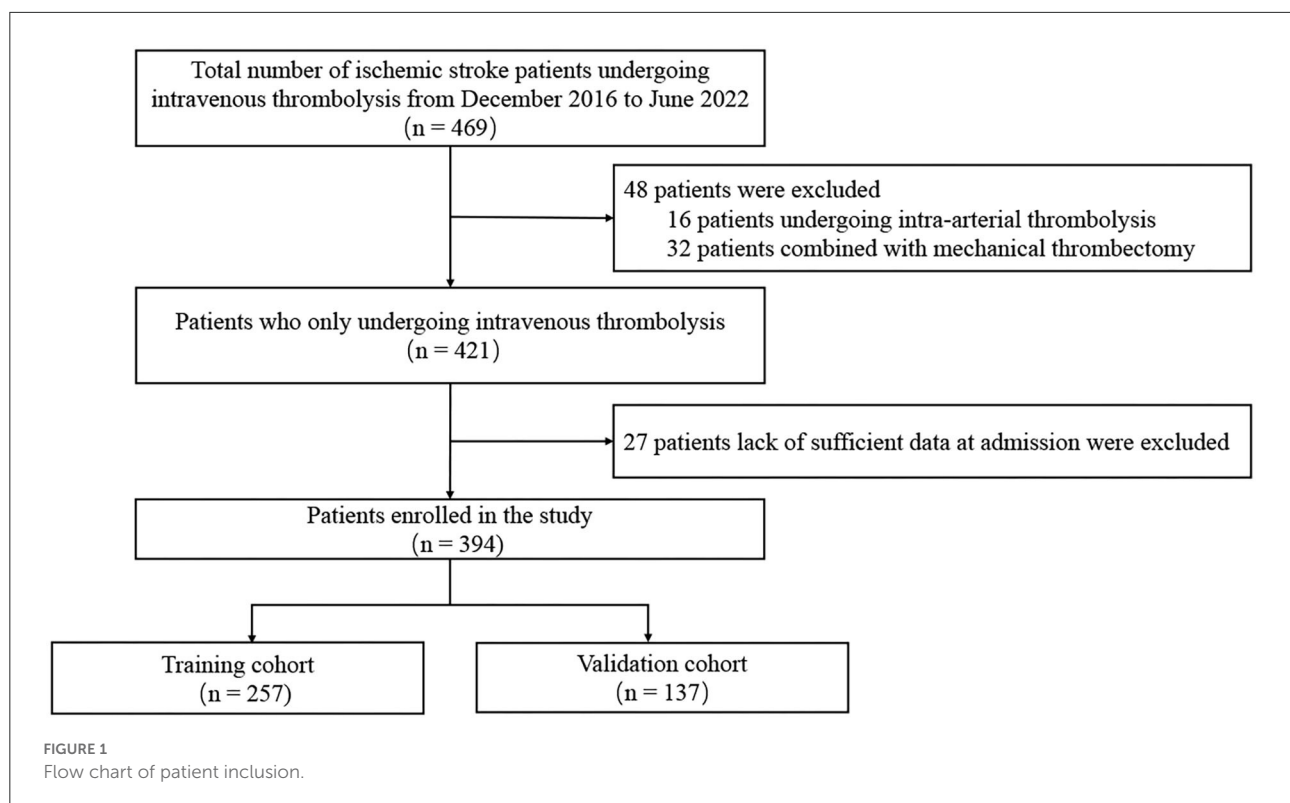 Total number of ischemic stroke patients undergoing
intravenous thrombolysis from December 2016 to June 2022
(n = 469)
48 patients were excluded
16 patients undergoing intra-arterial thrombolysis
32 patients combined with mechanical thrombectomy
Patients who only undergoing intravenous thrombolysis
(n = 421)
27 patients lack of sufficient data at admission were excluded
Patients enrolled in the study
(n = 394)
Training cohort
(n = 257)
Validation cohort
(n = 137)
FIGURE 1
Flow chart of patient inclusion.